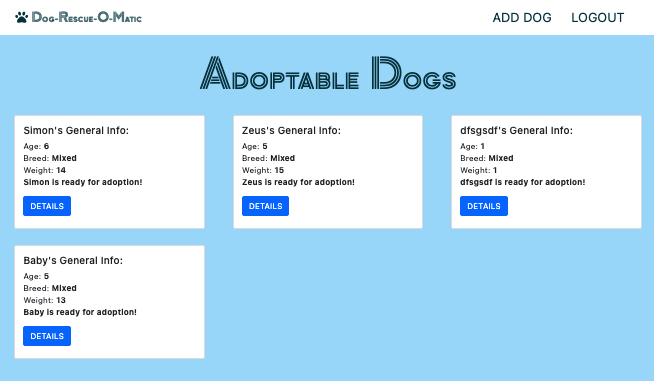 Dog-Rescue-O-Matic
ADD DOG LOGOUT
Adoptable Dogs
Simon's General Info:
Age: 6
Breed: Mixed
Weight: 14
Simon is ready for adoption!
DETAILS
Zeus's General Info:
Age: 5
Breed: Mixed
Weight: 15
Zeus is ready for adoption!
DETAILS
dfsgsdf's General Info:
Age: 1
Breed: Mixed
Weight: 1
dfsgsdf is ready for adoption!
DETAILS
Baby's General Info:
Age: 5
Breed: Mixed
Weight: 13
Baby is ready for adoption!
DETAILS